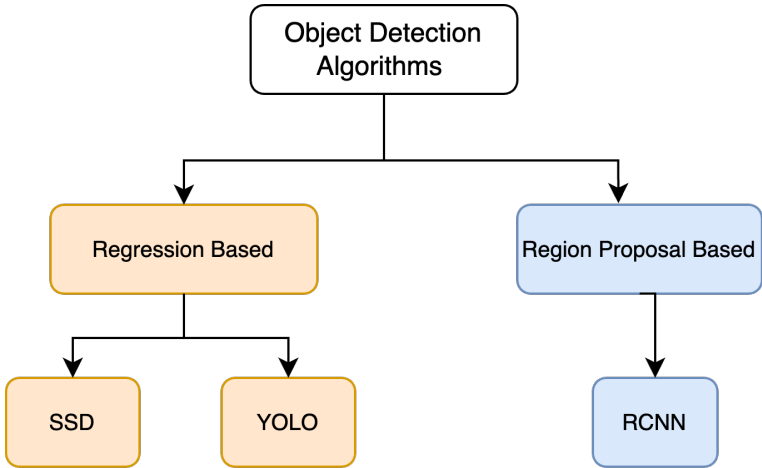 Object Detection
Algorithms
Regression Based
Region Proposal Based
SSD
YOLO
RCNN